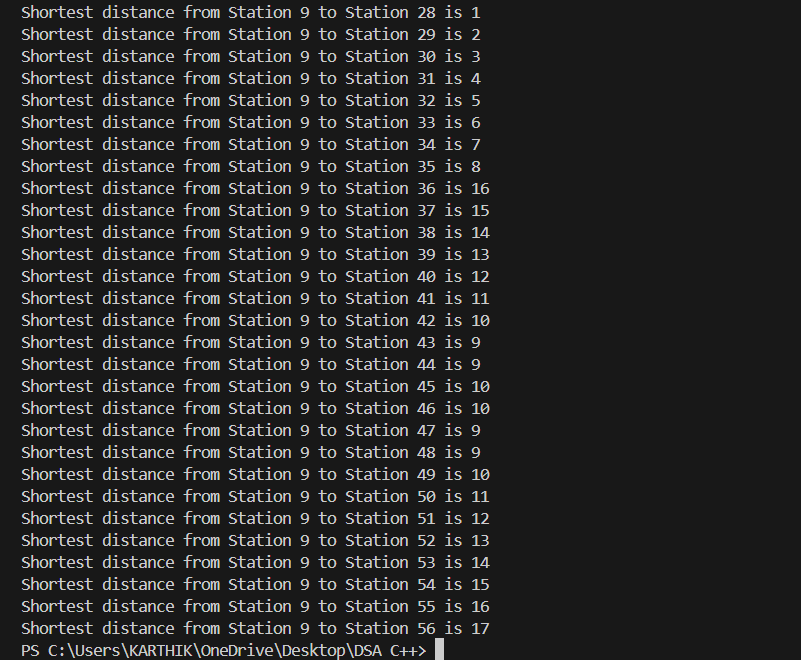 Shortest distance from Station 9 to Station 28 is 1
Shortest distance from Station 9 to Station 29 is 2
Shortest distance from Station 9 to Station 30 is 3
Shortest distance from Station 9 to Station 31 is 4
Shortest distance from Station 9 to Station 32 is 5
Shortest distance from Station 9 to Station 33 is 6
Shortest distance from Station 9 to Station 34 is 7
Shortest distance from Station 9 to Station 35 is 8
Shortest distance from Station 9 to Station 36 is 16
Shortest distance from Station 9 to Station 37 is 15
Shortest distance from Station 9 to Station 38 is 14
Shortest distance from Station 9 to Station 39 is 13
Shortest distance from Station 9 to Station 40 is 12
Shortest distance from Station 9 to Station 41 is 11
Shortest distance from Station 9 to Station 42 is 10
Shortest distance from Station 9 to Station 43 is 9
Shortest distance from Station 9 to Station 44 is 9
Shortest distance from Station 9 to Station 45 is 10
Shortest distance from Station 9 to Station 46 is 10
Shortest distance from Station 9 to Station 47 is 9
Shortest distance from Station 9 to Station 48 is 9
Shortest distance from Station 9 to Station 49 is 10
Shortest distance from Station 9 to Station 50 is 11
Shortest distance from Station 9 to Station 51 is 12
Shortest distance from Station 9 to Station 52 is 13
Shortest distance from Station 9 to Station 53 is 14
Shortest distance from Station 9 to Station 54 is 15
Shortest distance from Station 9 to Station 55 is 16
Shortest distance from Station 9 to Station 56 is 17
PS C:\Users\KARTHIK\OneDrive\Desktop\DSA C++>